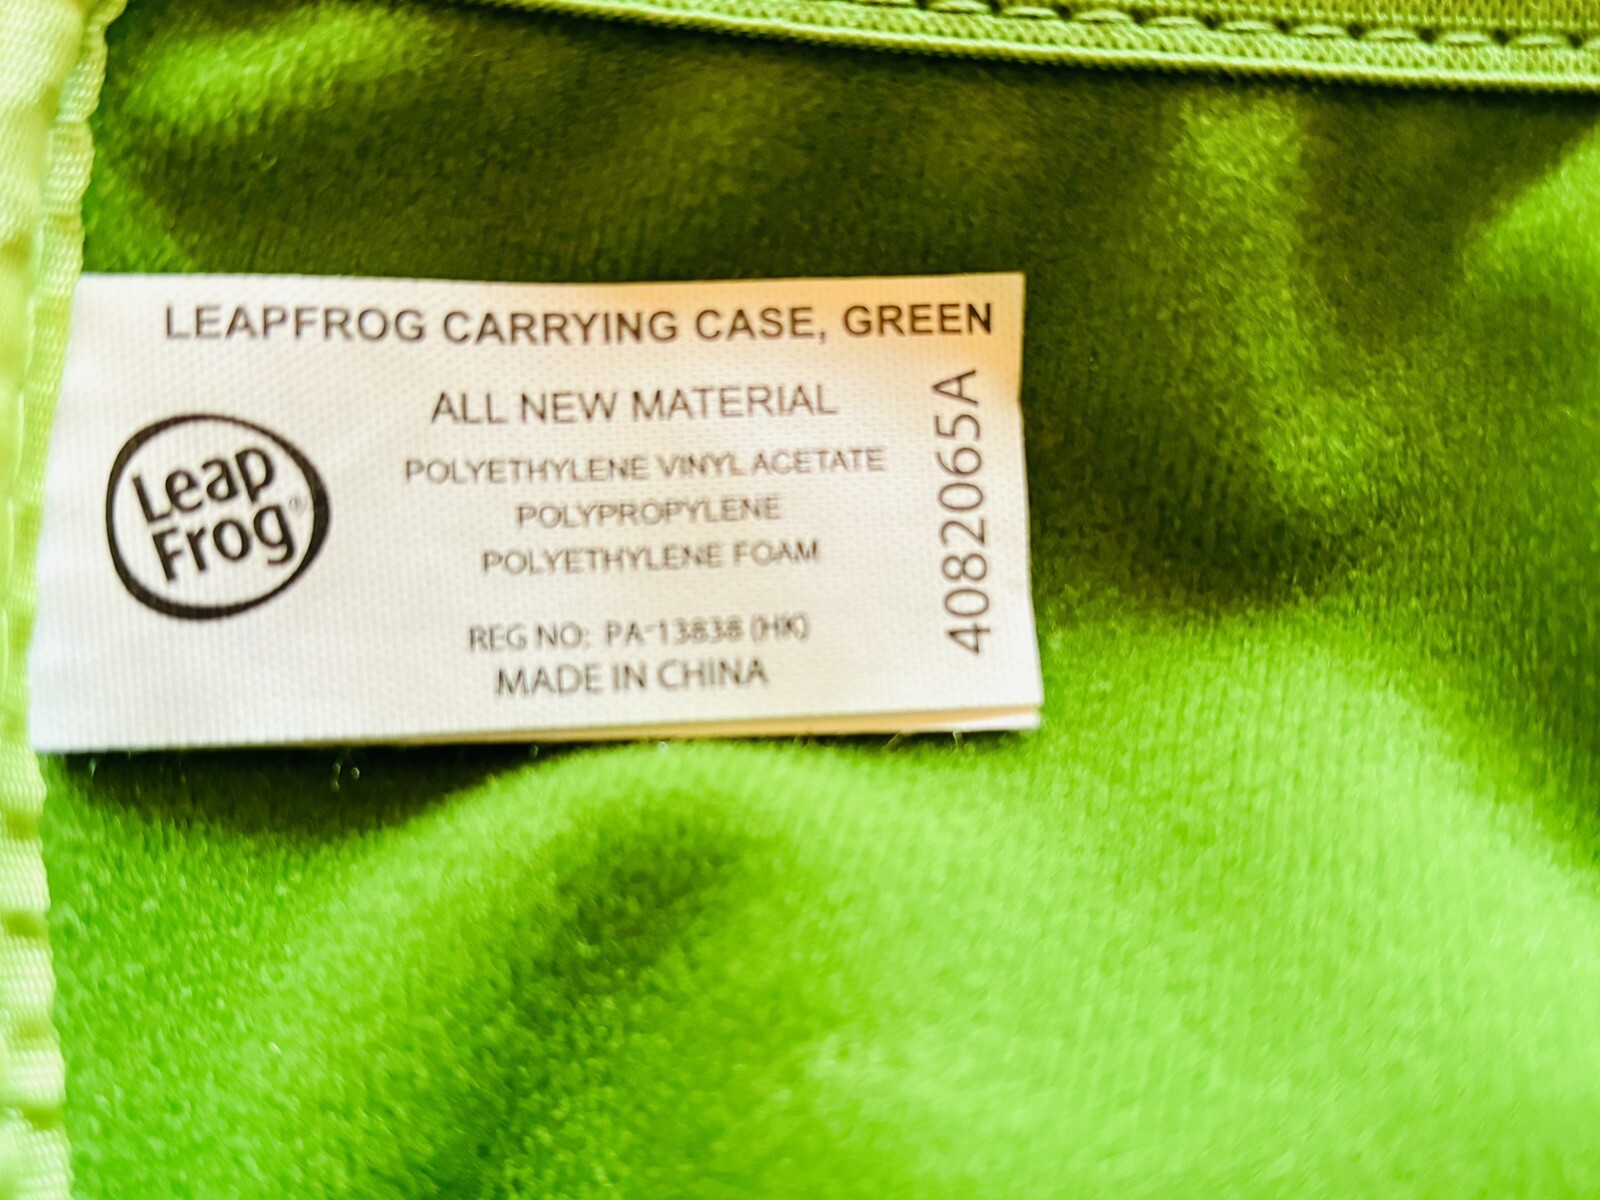 LEAPFROG CARRYING CASE, GREEN
Leap
Frog®
ALL NEW MATERIAL
POLYETHYLENE VINYL ACETATE
POLYPROPYLENE
POLYETHYLENE FOAM
REG NO: PA-13838 (HK)
MADE IN CHINA
4082065A